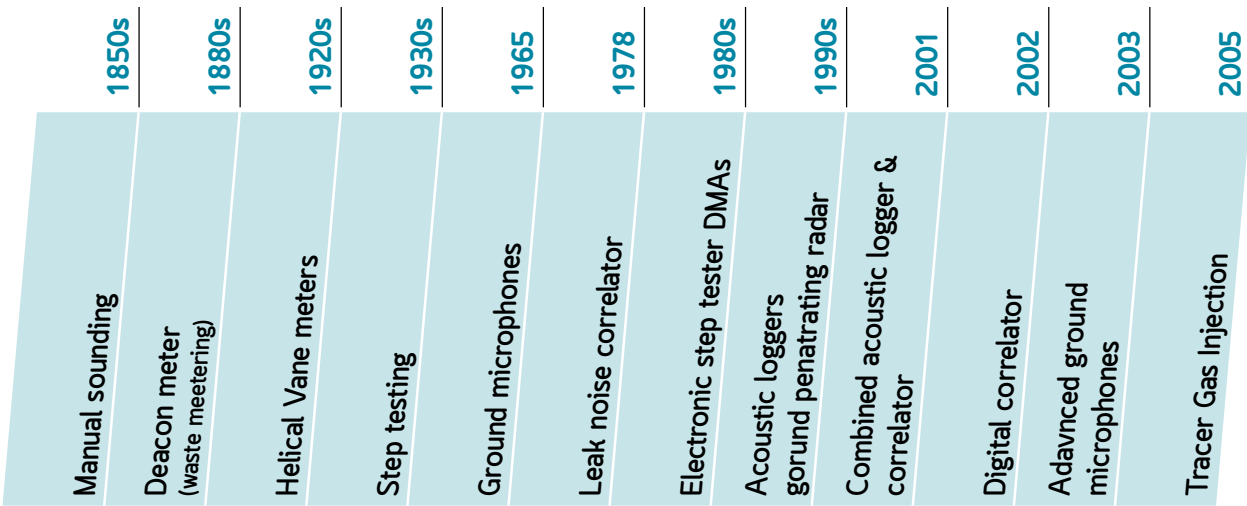 1850s
Manual sounding
1880s
Deacon meter
(waste metering)
1920s
Helical Vane meters
1930s
Step testing
1965
Ground microphones
1978
Leak noise correlator
1980s
Electronic step tester DMAs
1990s
Acoustic loggers
gorund penatrating radar
2001
Combined acoustic logger &
correlator
2002
Digital correlator
2003
Adavnced ground
microphones
2005
Tracer Gas Injection